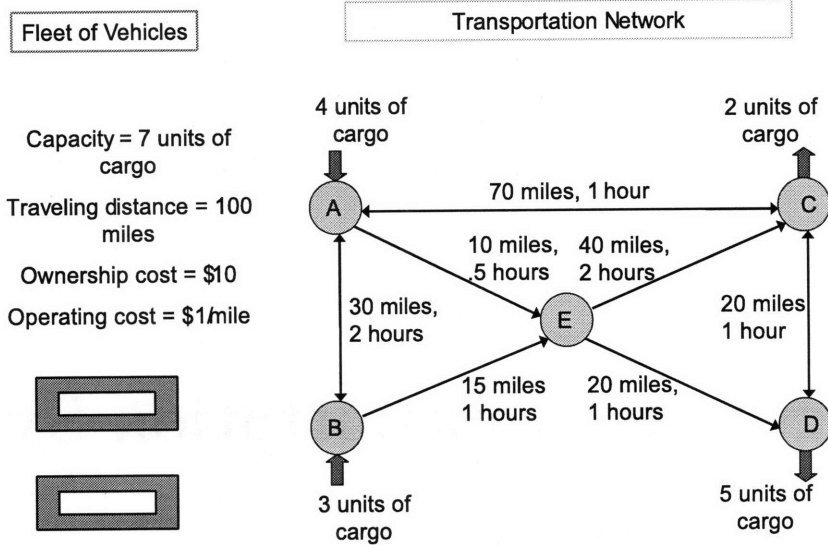 Fleet of Vehicles
Transportation Network
Capacity = 7 units of
cargo
Traveling distance = 100
miles
Ownership cost = $10
Operating cost = $1/mile
4 units of
cargo
2 units of
cargo
A
70 miles, 1 hour
C
10 miles,
.5 hours
40 miles,
2 hours
30 miles,
2 hours
E
20 miles
1 hour
15 miles
1 hours
20 miles,
1 hours
B
D
3 units of
cargo
5 units of
cargo